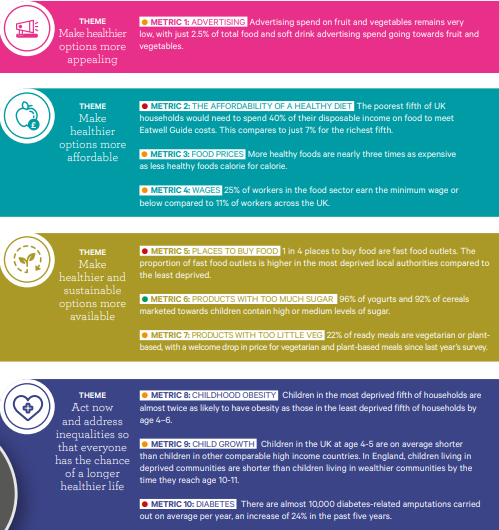 THEME
Make healthier
options more
appealing
METRIC 1: ADVERTISING Advertising spend on fruit and vegetables remains very
low, with just 2.5% of total food and soft drink advertising spend going towards fruit and
vegetables.
THEME
Make
healthier
options more
affordable
£
METRIC 2: THE AFFORDABILITY OF A HEALTHY DIET The poorest fifth of UK
households would need to spend 40% of their disposable income on food to meet
Eatwell Guide costs. This compares to just 7% for the richest fifth.
METRIC 3: FOOD PRICES More healthy foods are nearly three times as expensive
as less healthy foods calorie for calorie.
METRIC 4: WAGES 25% of workers in the food sector earn the minimum wage or
below compared to 11% of workers across the UK.
THEME
Make
healthier and
sustainable
options more
available
METRIC 5: PLACES TO BUY FOOD 1 in 4 places to buy food are fast food outlets. The
proportion of fast food outlets is higher in the most deprived local authorities compared to
the least deprived.
METRIC 6: PRODUCTS WITH TOO MUCH SUGAR 96% of yogurts and 92% of cereals
marketed towards children contain high or medium levels of sugar.
METRIC 7: PRODUCTS WITH TOO LITTLE VEG 22% of ready meals are vegetarian or plant-
based, with a welcome drop in price for vegetarian and plant-based meals since last year's survey.
THEME
Act now
and address
inequalities so
that everyone
has the chance
of a longer
healthier life
METRIC 8: CHILDHOOD OBESITY Children in the most deprived fifth of households are
almost twice as likely to have obesity as those in the least deprived fifth of households by
age 4–6.
METRIC 9: CHILD GROWTH Children in the UK at age 4-5 are on average shorter
than children in other comparable high income countries. In England, children living in
deprived communities are shorter than children living in wealthier communities by the
time they reach age 10-11.
METRIC 10: DIABETES There are almost 10,000 diabetes-related amputations carried
out on average per year, an increase of 24% in the past five years.